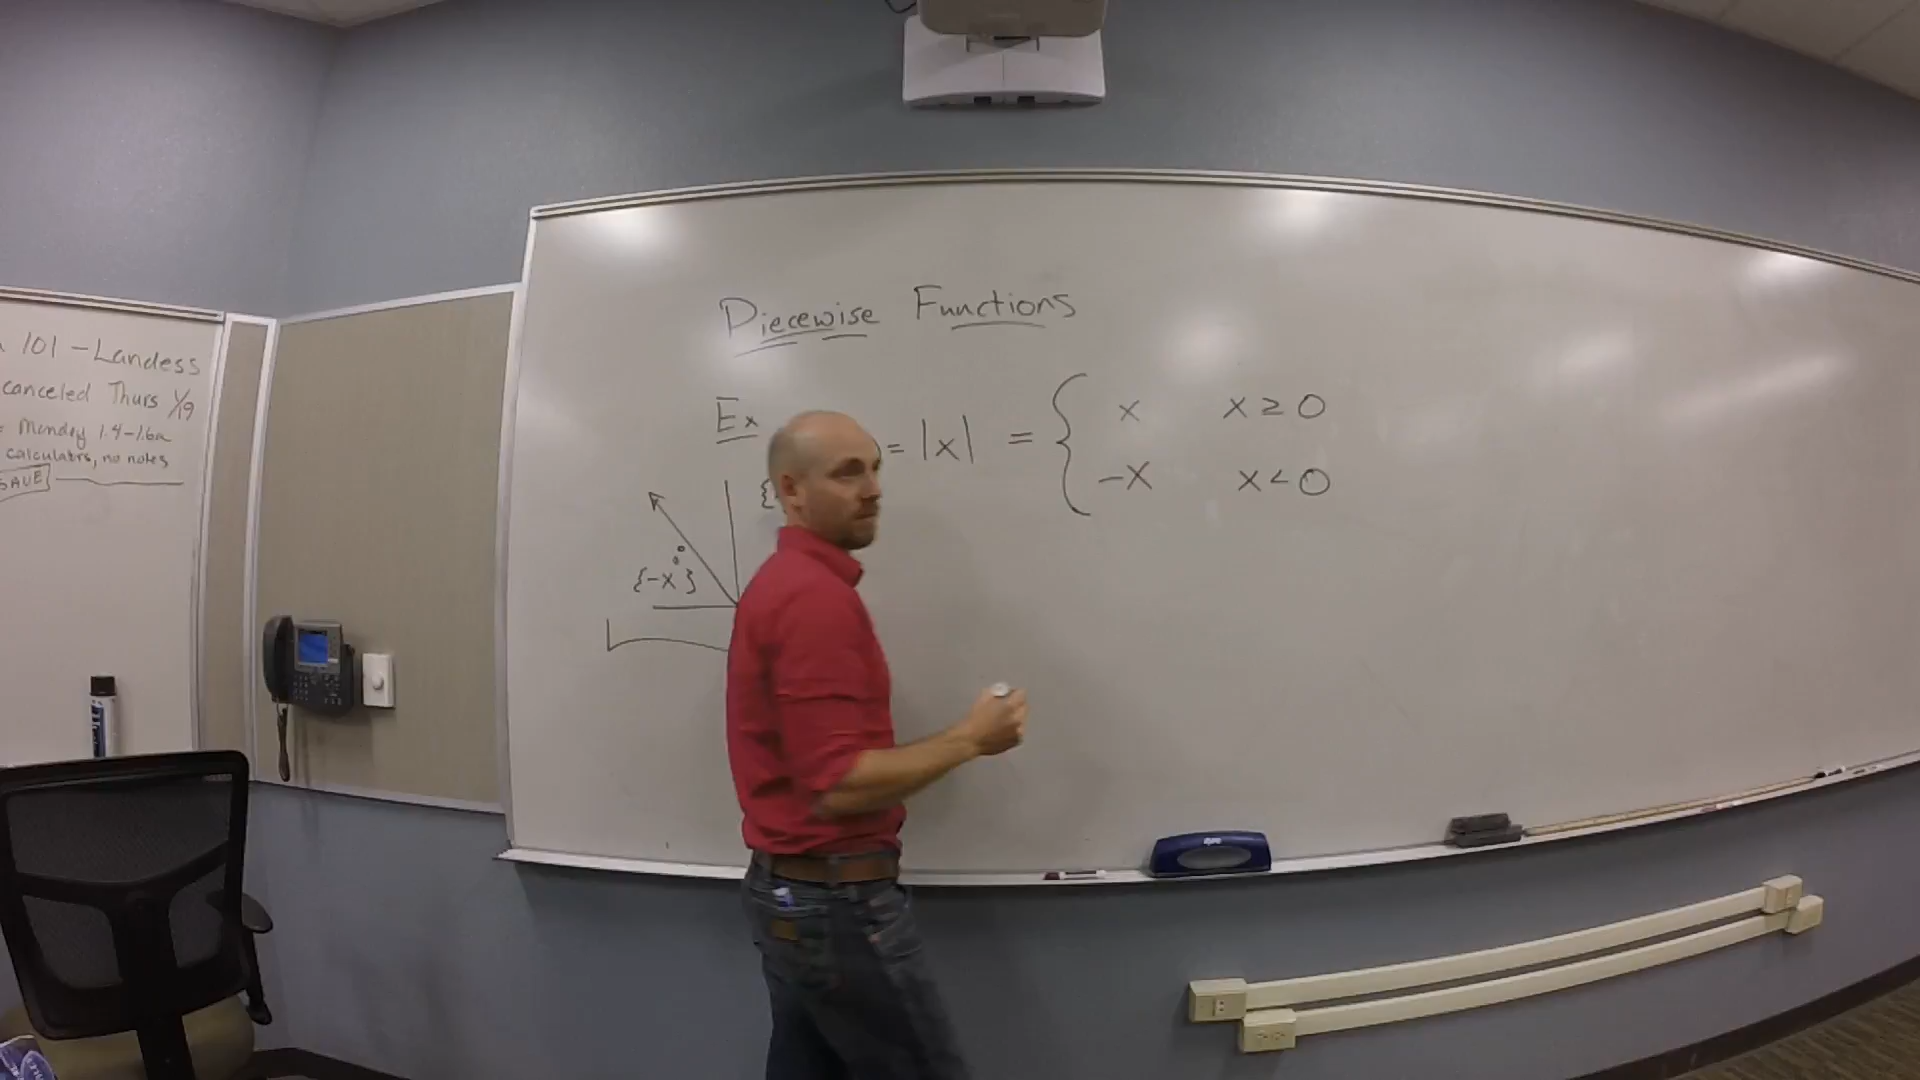 101 - Landess
canceled Thurs 1/19
Monday 1.4-1.6a
calculators, no notes
SAVE
Piecewise Functions
Ex = |x| = { x x ≥ 0
-x x < 0
{-x}
expo